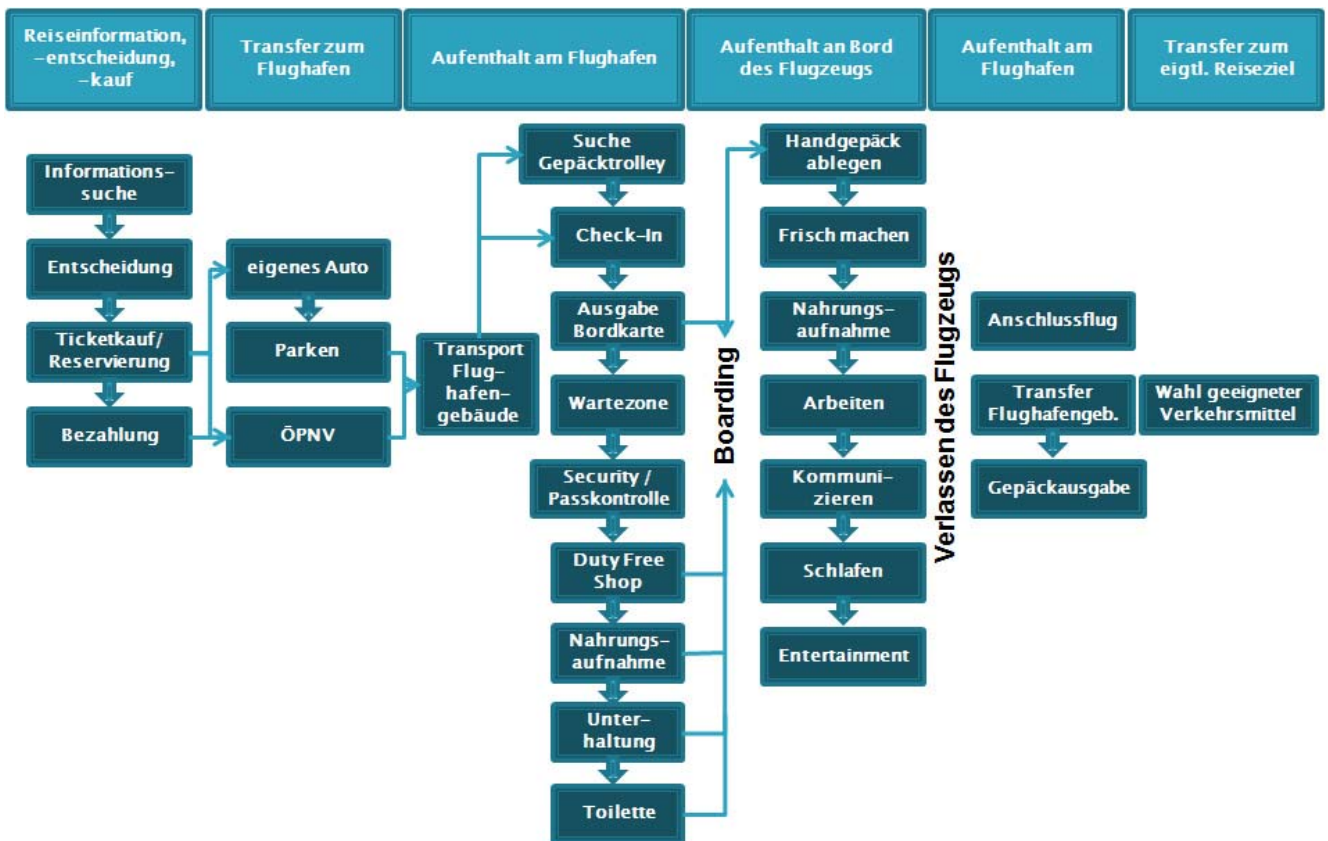 Reiseinformation,
-entscheidung,
-kauf
Transfer zum
Flughafen
Aufenthalt am Flughafen
Aufenthalt an Bord
des Flugzeugs
Aufenthalt am
Flughafen
Transfer zum
eigtl. Reiseziel
Informations-
suche
Entscheidung
Ticketkauf/
Reservierung
Bezahlung
eigenes Auto
Parken
ÖPNV
Transport
Flug-
hafen-
gebäude
Suche
Gepäcktrolley
Check-In
Ausgabe
Bordkarte
Wartezone
Security /
Passkontrolle
Duty Free
Shop
Nahrungs-
aufnahme
Unter-
haltung
Toilette
Boarding
Handgepäck
ablegen
Frisch machen
Nahrungs-
aufnahme
Arbeiten
Kommuni-
zieren
Schlafen
Entertainment
Verlassen des Flugzeugs
Anschlussflug
Transfer
Flughafengeb.
Gepäckausgabe
Wahl geeigneter
Verkehrsmittel